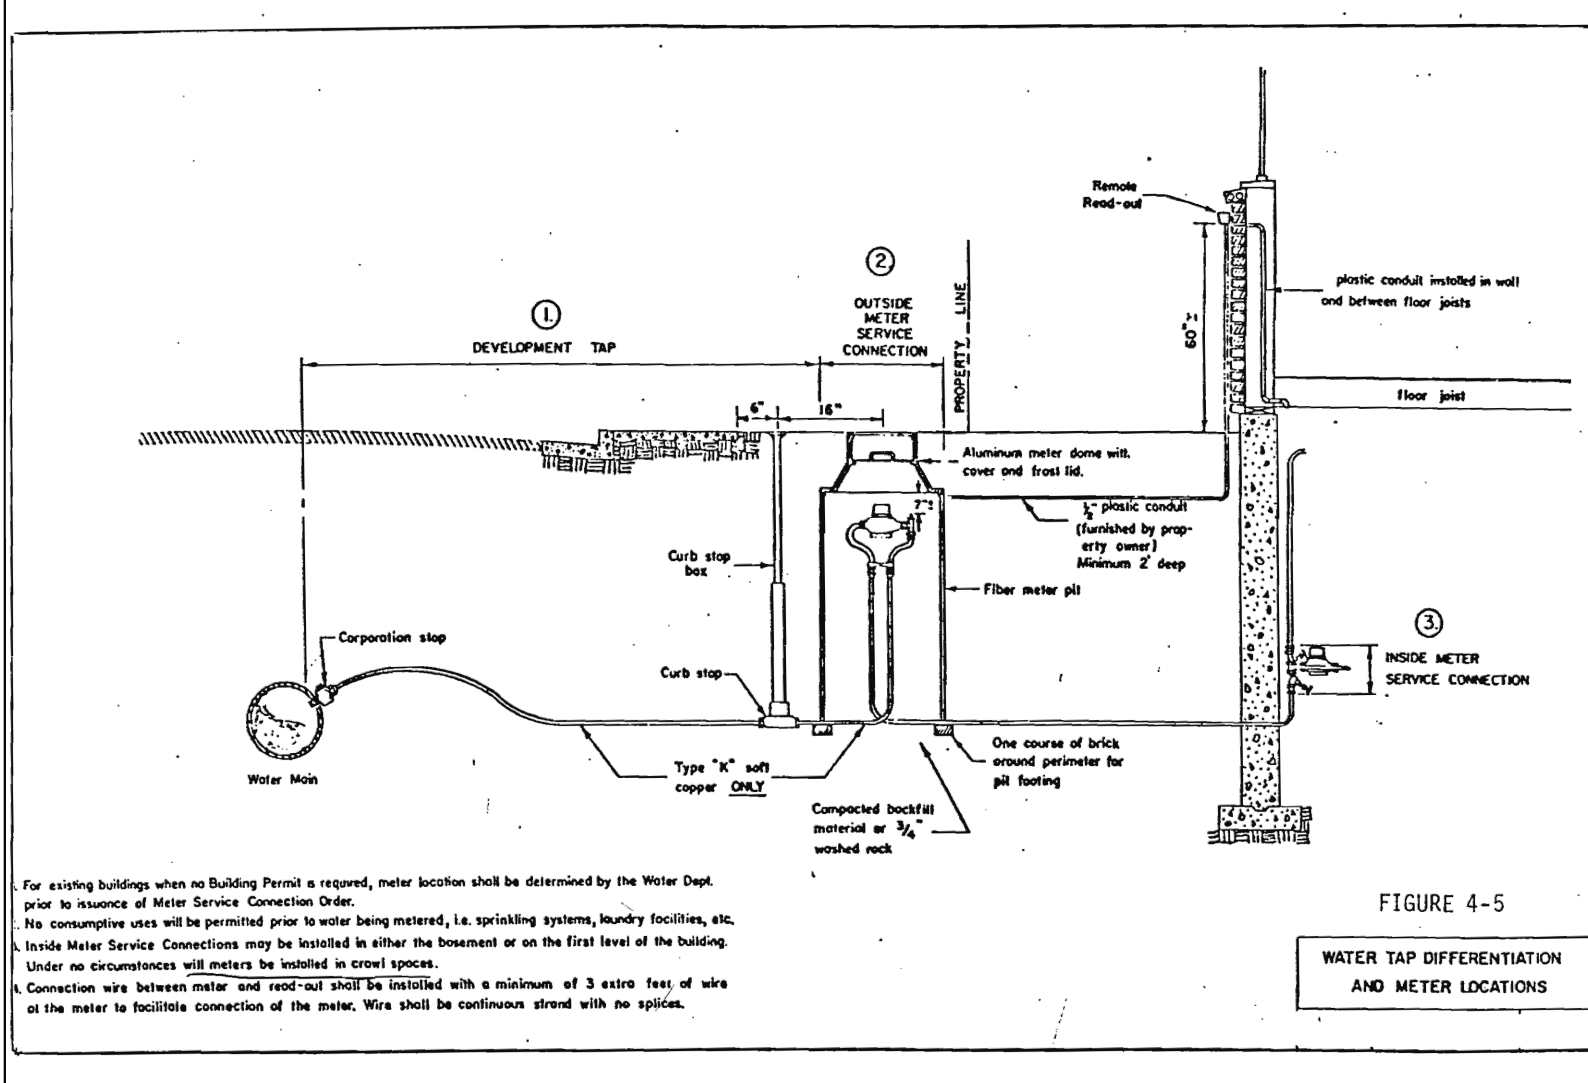 Remote
Read-out
2.
OUTSIDE
METER
SERVICE
CONNECTION
PROPERTY LINE
60"±
plastic conduit installed in wall
and between floor joists
1.
DEVELOPMENT TAP
6"
16"
floor joist
Aluminum meter dome with
cover and frost lid.
7"±
½" plastic conduit
(furnished by prop-
erty owner)
Minimum 2' deep
Curb stop
box
Fiber meter pit
3.
Corporation stop
INSIDE METER
SERVICE CONNECTION
Curb stop
Water Main
Type "K" soft
copper ONLY
One course of brick
around perimeter for
pit footing
Compacted backfill
material or 3/4"
washed rock
For existing buildings when no Building Permit is required, meter location shall be determined by the Water Dept.
prior to issuance of Meter Service Connection Order.
No consumptive uses will be permitted prior to water being metered, i.e. sprinkling systems, laundry facilities, etc.
Inside Meter Service Connections may be installed in either the basement or on the first level of the building.
Under no circumstances will meters be installed in crawl spaces.
4. Connection wire between meter and read-out shall be installed with a minimum of 3 extra feet of wire
at the meter to facilitate connection of the meter. Wire shall be continuous strand with no splices.
FIGURE 4-5
WATER TAP DIFFERENTIATION
AND METER LOCATIONS